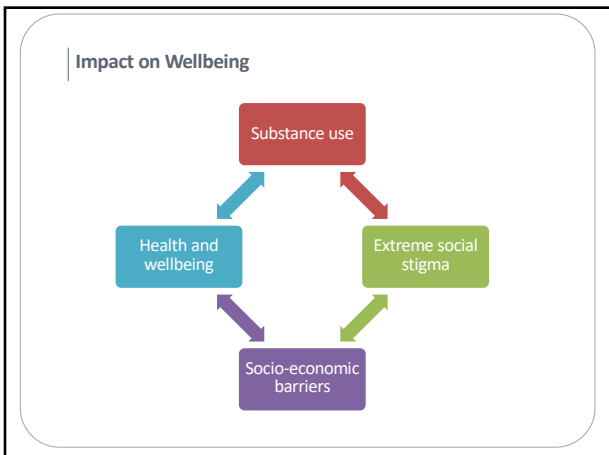 Impact on Wellbeing
Substance use
Health and
wellbeing
Extreme social
stigma
Socio-economic
barriers